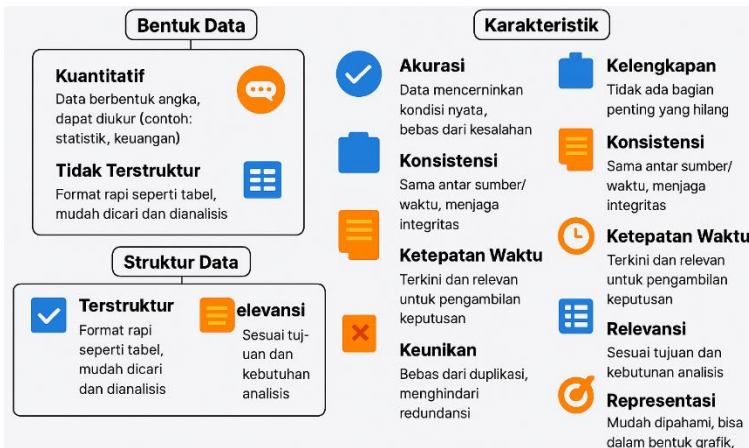 Bentuk Data
Kuantitatif
Data berbentuk angka,
dapat diukur (contoh:
statistik, keuangan)
Tidak Terstruktur
Format rapi seperti tabel,
mudah dicari dan dianalisis
Struktur Data
Terstruktur
Format rapi
seperti tabel,
mudah dicari
dan dianalisis
elevansi
Sesuai tuj-
uan dan
kebutuhan
analisis
Karakteristik
Akurasi
Data mencerninkan
kondisi nyata,
bebas dari kesalahan
Konsistensi
Sama antar sumber/
waktu, menjaga
integritas
Ketepatan Waktu
Terkini dan relevan
untuk pengambilan
keputusan
Keunikan
Bebas dari duplikasi,
menghindari
redundansi
Kelengkapan
Tidak ada bagian
penting yang hilang
Konsistensi
Sama antar sumber/
waktu, menjaga
integritas
Ketepatan Waktu
Terkini dan relevan
untuk pengambilan
keputusan
Relevansi
Sesuai tujuan dan
kebutunan analisis
Representasi
Mudah dipahami, bisa
dalam bentuk grafik,